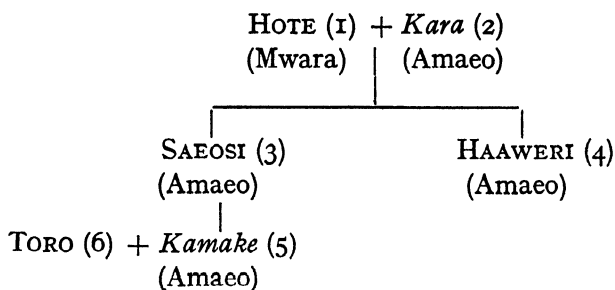 HOTE (1) + Kara (2)
(Mwara) (Amaeo)
SAEOSI (3) HAAWERI (4)
(Amaeo) (Amaeo)
TORO (6) + Kamake (5)
(Amaeo)